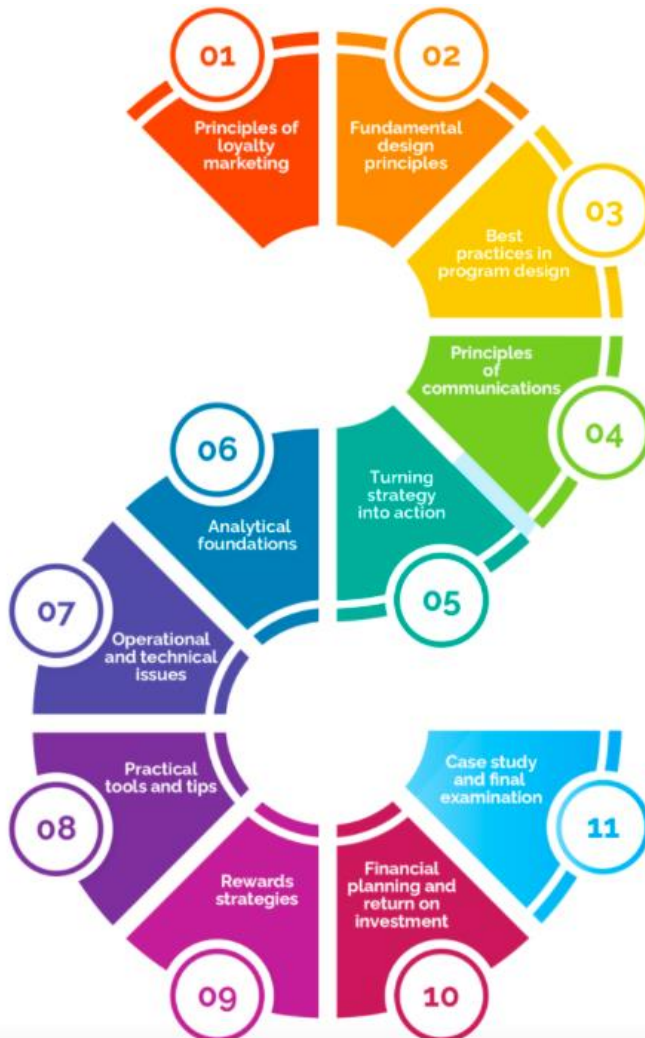 01
Principles of
loyalty
marketing
02
Fundamental
design
principles
03
Best
practices in
program design
04
Principles
of
communications
05
Turning
strategy
into action
06
Analytical
foundations
07
Operational
and technical
issues
08
Practical
tools and tips
09
Rewards
strategies
10
Financial
planning and
return on
investment
11
Case study
and final
examination